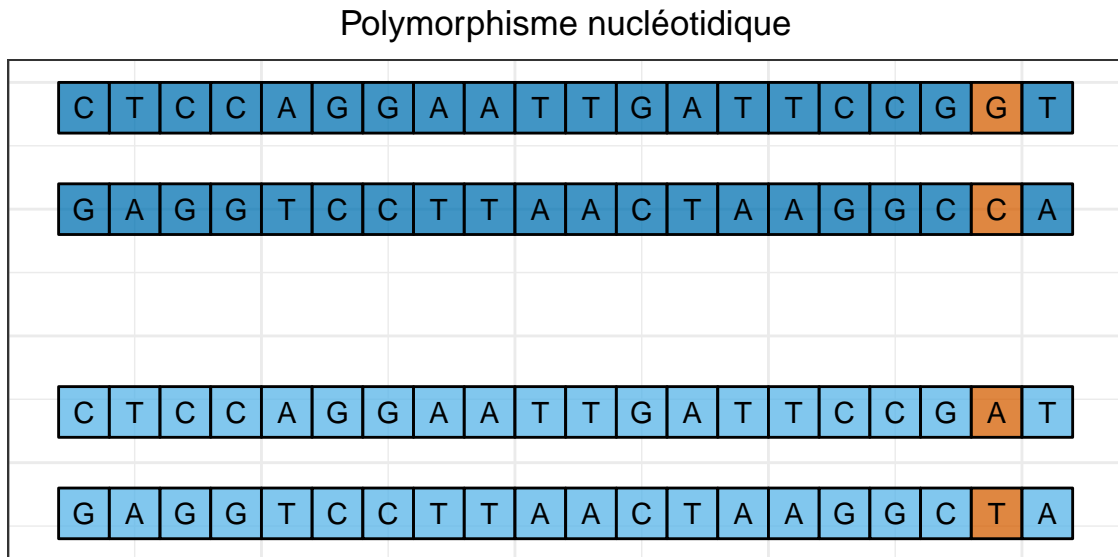 Polymorphisme nucléotidique
C T C C A G G A A T T G A T T C C G G T
G A G G T C C T T A A C T A A G G C C A
C T C C A G G A A T T G A T T C C G A T
G A G G T C C T T A A C T A A G G C T A